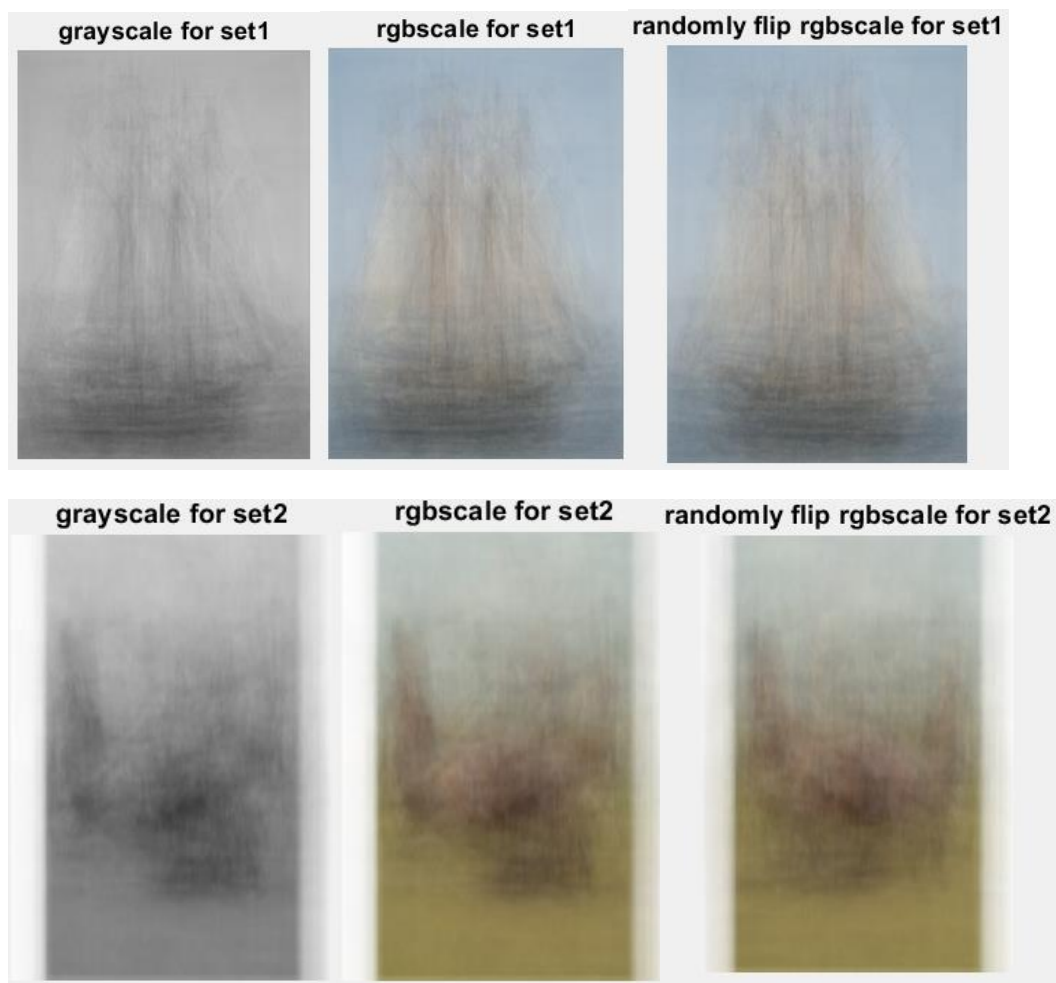 grayscale for set1
rgbscale for set1
randomly flip rgbscale for set1
grayscale for set2
rgbscale for set2
randomly flip rgbscale for set2